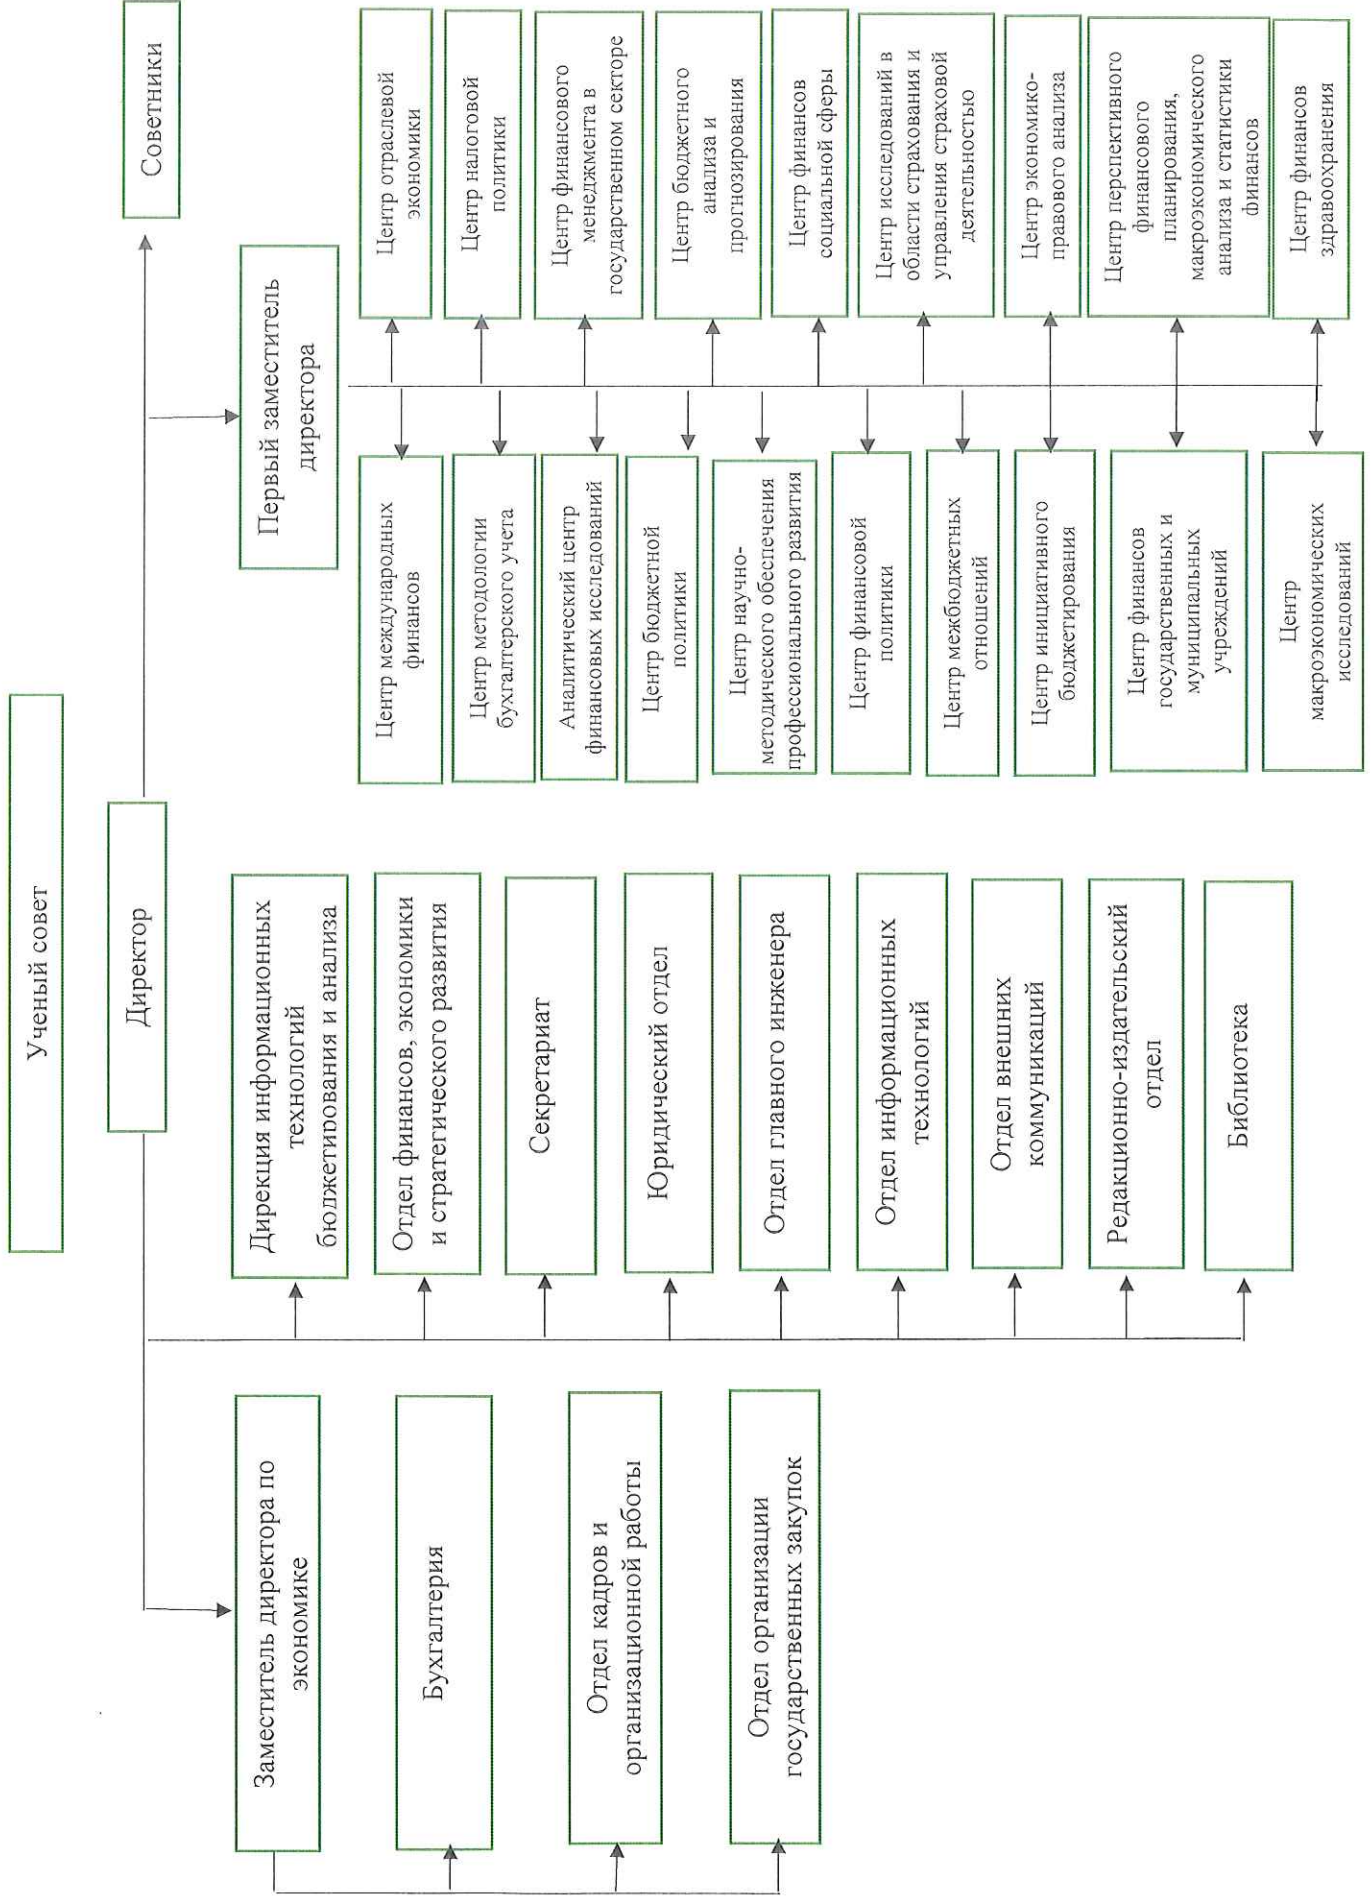 Ученый совет
Директор
Советники
Заместитель директора по
экономике
Бухгалтерия
Отдел кадров и
организационной работы
Отдел организации
государственных закупок
Дирекция информационных
технологий
бюджетирования и анализа
Отдел финансов, экономики
и стратегического развития
Секретариат
Юридический отдел
Отдел главного инженера
Отдел информационных
технологий
Отдел внешних
коммуникаций
Редакционно-издательский
отдел
Библиотека
Первый заместитель
директора
Центр международных
финансов
Центр методологии
бухгалтерского учета
Аналитический центр
финансовых исследований
Центр бюджетной
политики
Центр научно-
методического обеспечения
профессионального развития
Центр финансовой
политики
Центр межбюджетных
отношений
Центр инициативного
бюджетирования
Центр финансов
государственных и
муниципальных
учреждений
Центр
макроэкономических
исследований
Центр отраслевой
экономики
Центр налоговой
политики
Центр финансового
менеджмента в
государственном секторе
Центр бюджетного
анализа и
прогнозирования
Центр финансов
социальной сферы
Центр исследований в
области страхования и
управления страховой
деятельностью
Центр экономико-
правового анализа
Центр перспективного
финансового
планирования,
макроэкономического
анализа и статистики
финансов
Центр финансов
здравоохранения